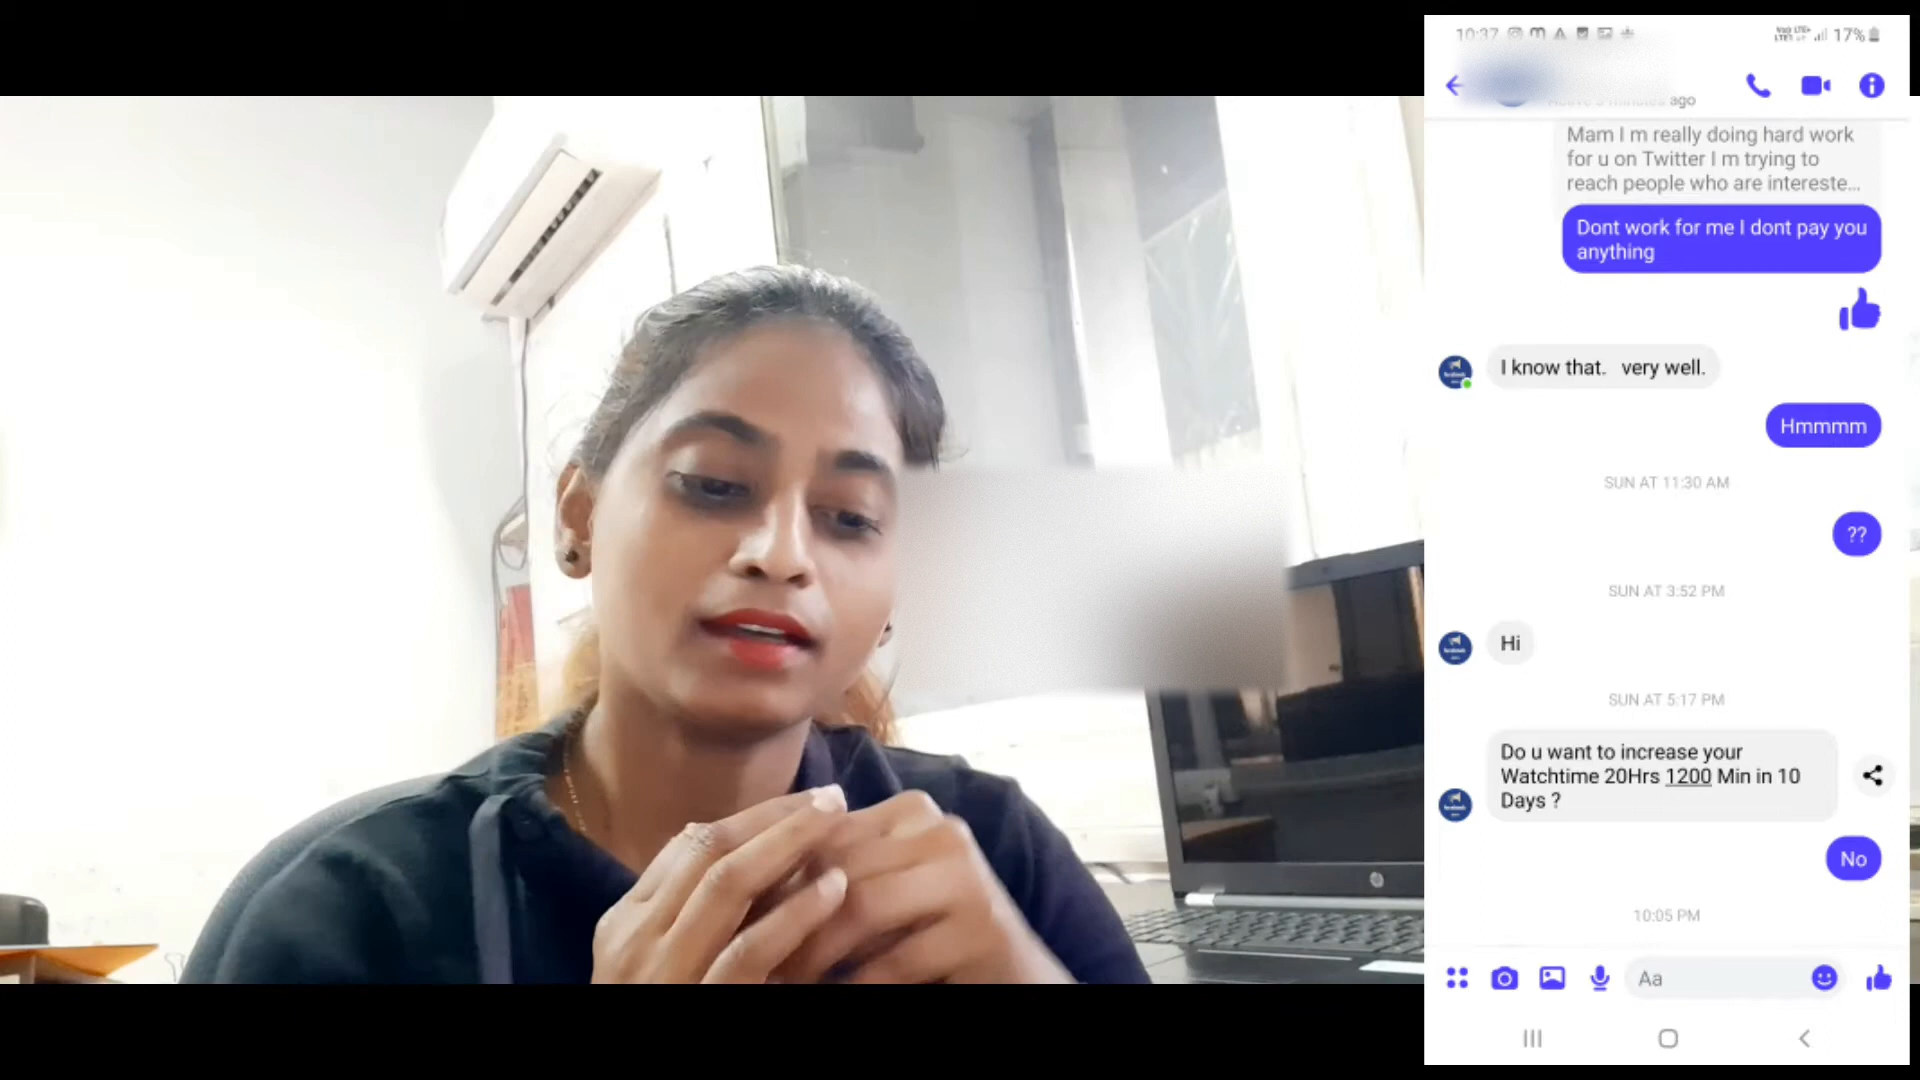 10:37
17%
ago
Mam I m really doing hard work
for u on Twitter I m trying to
reach people who are intereste...
Dont work for me I dont pay you
anything
I know that. very well.
Hmmmm
SUN AT 11:30 AM
??
SUN AT 3:52 PM
Hi
SUN AT 5:17 PM
Do u want to increase your
Watchtime 20Hrs 1200 Min in 10
Days ?
No
10:05 PM
Aa
hp